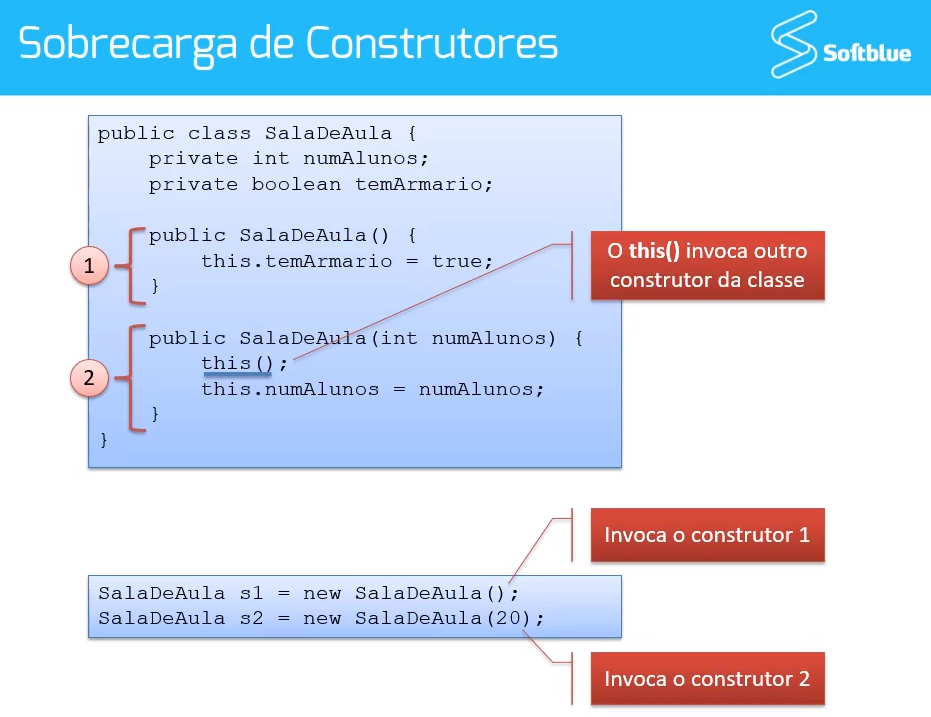 Sobrecarga de Construtores
Softblue
public class SalaDeAula {
    private int numAlunos;
    private boolean temArmario;
1
    public SalaDeAula() {
        this.temArmario = true;
    }
O this() invoca outro
construtor da classe
2
    public SalaDeAula(int numAlunos) {
        this();
        this.numAlunos = numAlunos;
    }
}
Invoca o construtor 1
SalaDeAula s1 = new SalaDeAula();
SalaDeAula s2 = new SalaDeAula(20);
Invoca o construtor 2